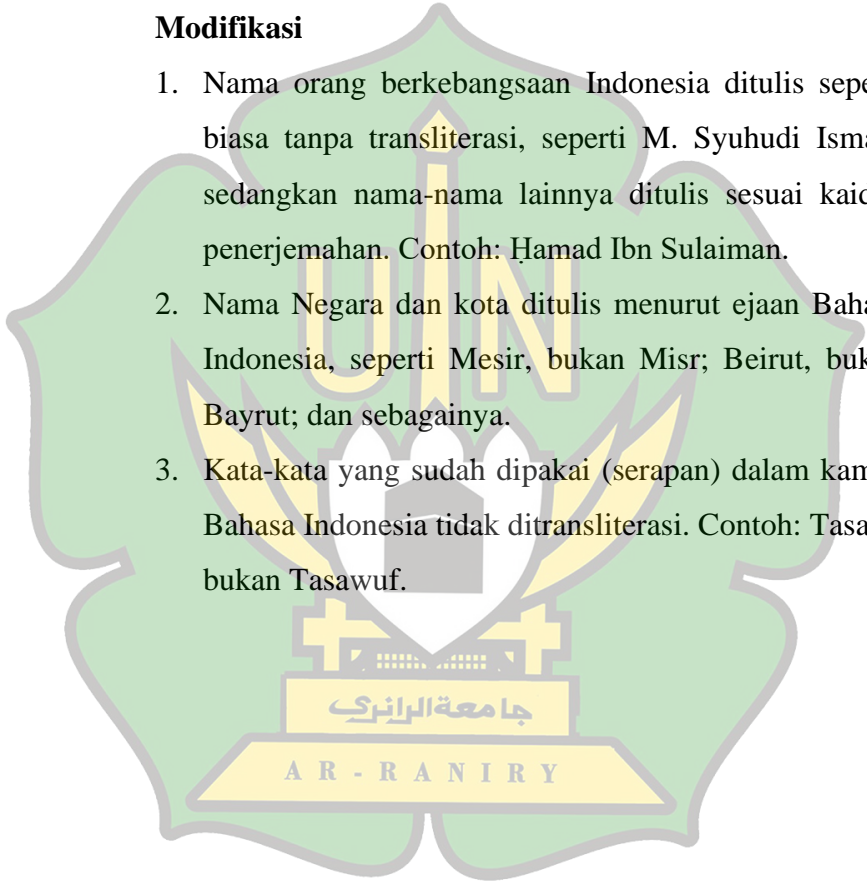 Modifikasi
1. Nama orang berkebangsaan Indonesia ditulis sepe
biasa tanpa transliterasi, seperti M. Syuhudi Isma
sedangkan nama-nama lainnya ditulis sesuai kaid
penerjemahan. Contoh: Ḥamad Ibn Sulaiman.
2. Nama Negara dan kota ditulis menurut ejaan Baha
Indonesia, seperti Mesir, bukan Misr; Beirut, buk
Bayrut; dan sebagainya.
3. Kata-kata yang sudah dipakai (serapan) dalam kam
Bahasa Indonesia tidak ditransliterasi. Contoh: Tasa
bukan Tasawuf.
UIN
جامعة الرانري
AR-RANIRY